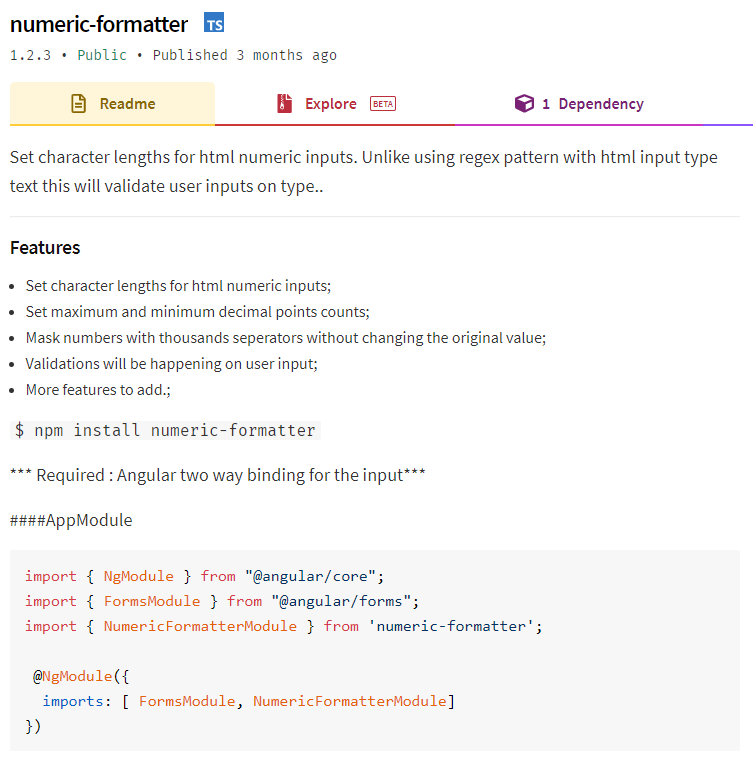 numeric-formatter TS
1.2.3 • Public • Published 3 months ago
Readme Explore BETA 1 Dependency
Set character lengths for html numeric inputs. Unlike using regex pattern with html input type
text this will validate user inputs on type..
Features
• Set character lengths for html numeric inputs;
• Set maximum and minimum decimal points counts;
• Mask numbers with thousands seperators without changing the original value;
• Validations will be happening on user input;
• More features to add.;
$ npm install numeric-formatter
*** Required : Angular two way binding for the input***
####AppModule
import { NgModule } from "@angular/core";
import { FormsModule } from "@angular/forms";
import { NumericFormatterModule } from 'numeric-formatter';
@NgModule({
imports: [ FormsModule, NumericFormatterModule]
})